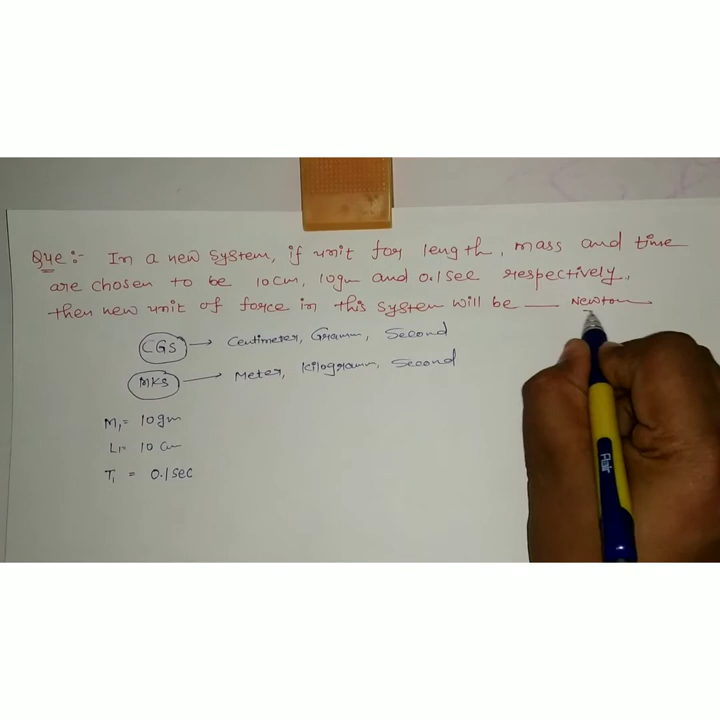 Que:- In a new system, if unit for length, mass and time
are chosen to be 10cm, 10gm and 0.1sec respectively,
then new unit of force in this system will be ___ Newton
CGS → Centimeter, Gramm, Second
MKS → Meter, kilogramm, Second
M₁= 10gm
L₁= 10 Cm
T₁ = 0.1sec
Flair